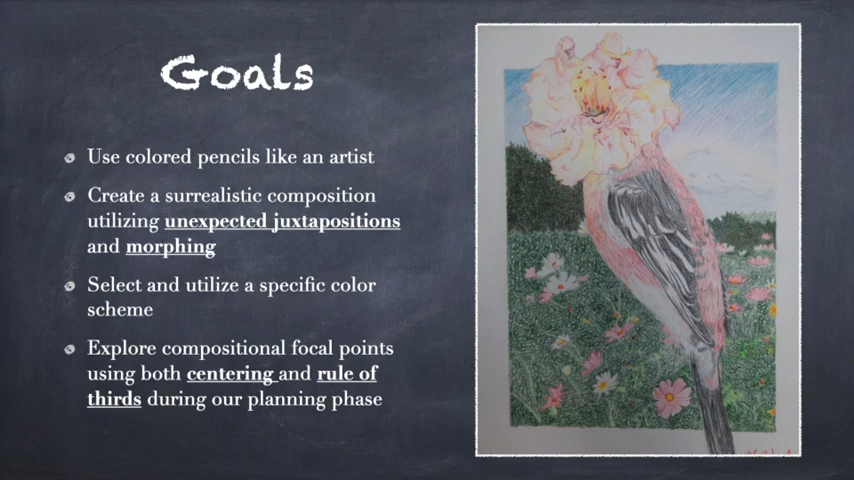 Goals
Use colored pencils like an artist
Create a surrealistic composition
utilizing unexpected juxtapositions
and morphing
Select and utilize a specific color
scheme
Explore compositional focal points
using both centering and rule of
thirds during our planning phase